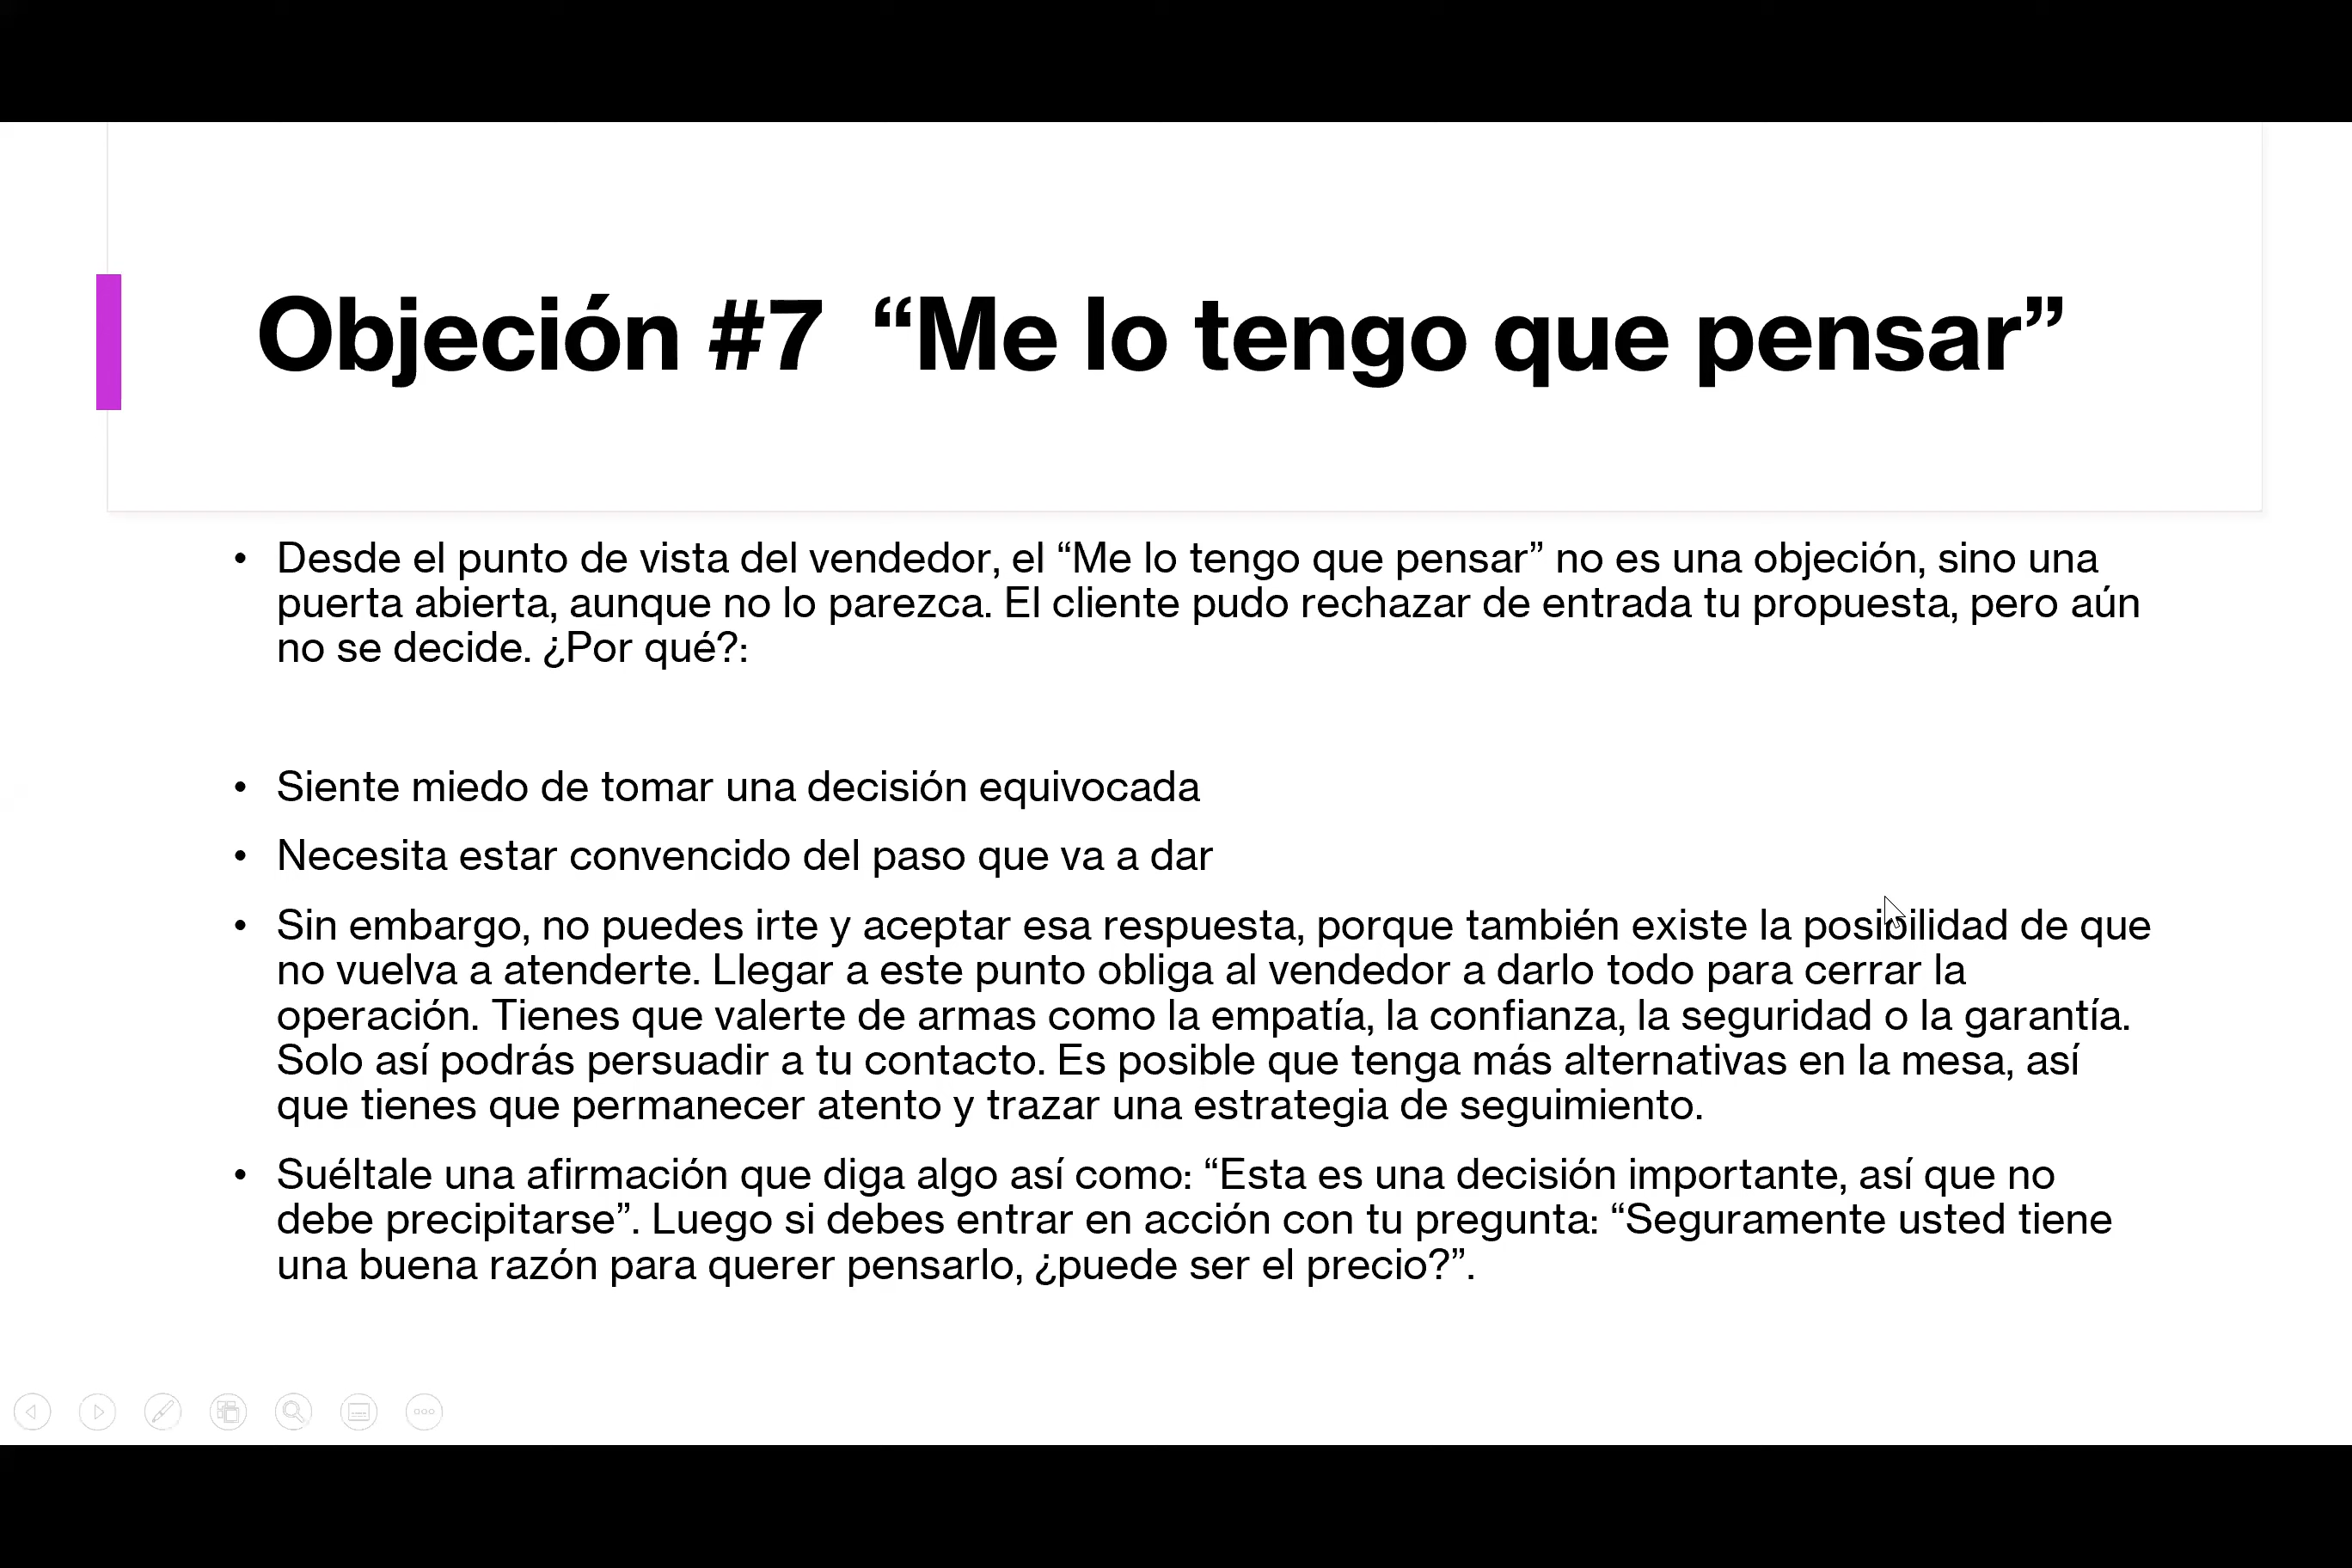 Objeción #7  “Me lo tengo que pensar”
• Desde el punto de vista del vendedor, el “Me lo tengo que pensar” no es una objeción, sino una
puerta abierta, aunque no lo parezca. El cliente pudo rechazar de entrada tu propuesta, pero aún
no se decide. ¿Por qué?:
• Siente miedo de tomar una decisión equivocada
• Necesita estar convencido del paso que va a dar
• Sin embargo, no puedes irte y aceptar esa respuesta, porque también existe la posibilidad de que
no vuelva a atenderte. Llegar a este punto obliga al vendedor a darlo todo para cerrar la
operación. Tienes que valerte de armas como la empatía, la confianza, la seguridad o la garantía.
Solo así podrás persuadir a tu contacto. Es posible que tenga más alternativas en la mesa, así
que tienes que permanecer atento y trazar una estrategia de seguimiento.
• Suéltale una afirmación que diga algo así como: “Esta es una decisión importante, así que no
debe precipitarse”. Luego si debes entrar en acción con tu pregunta: “Seguramente usted tiene
una buena razón para querer pensarlo, ¿puede ser el precio?”.